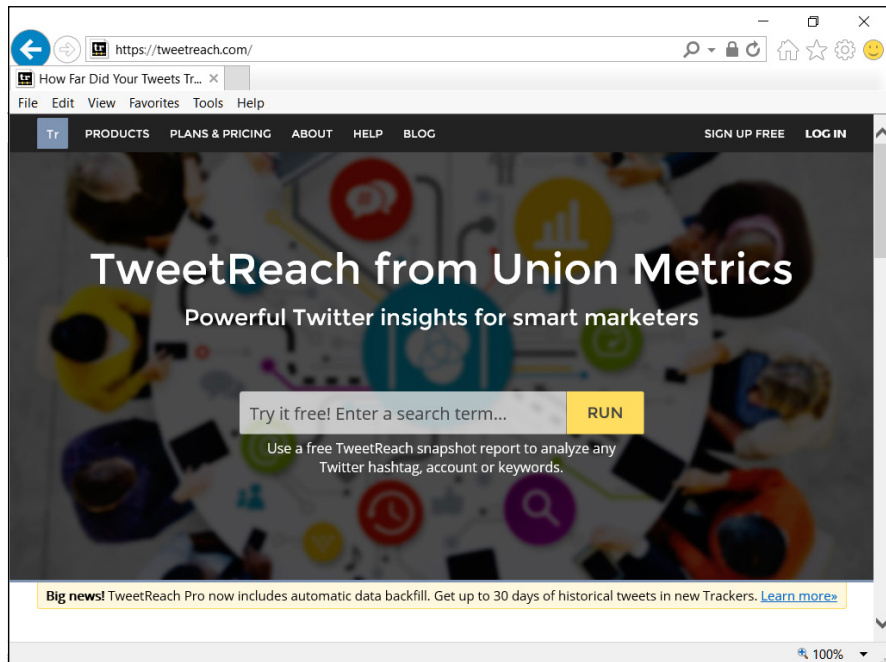 https://tweetreach.com/
How Far Did Your Tweets Tr...
File Edit View Favorites Tools Help
Tr PRODUCTS PLANS & PRICING ABOUT HELP BLOG SIGN UP FREE LOG IN
TweetReach from Union Metrics
Powerful Twitter insights for smart marketers
Try it free! Enter a search term... RUN
Use a free TweetReach snapshot report to analyze any
Twitter hashtag, account or keywords.
Big news! TweetReach Pro now includes automatic data backfill. Get up to 30 days of historical tweets in new Trackers. Learn more»
100%